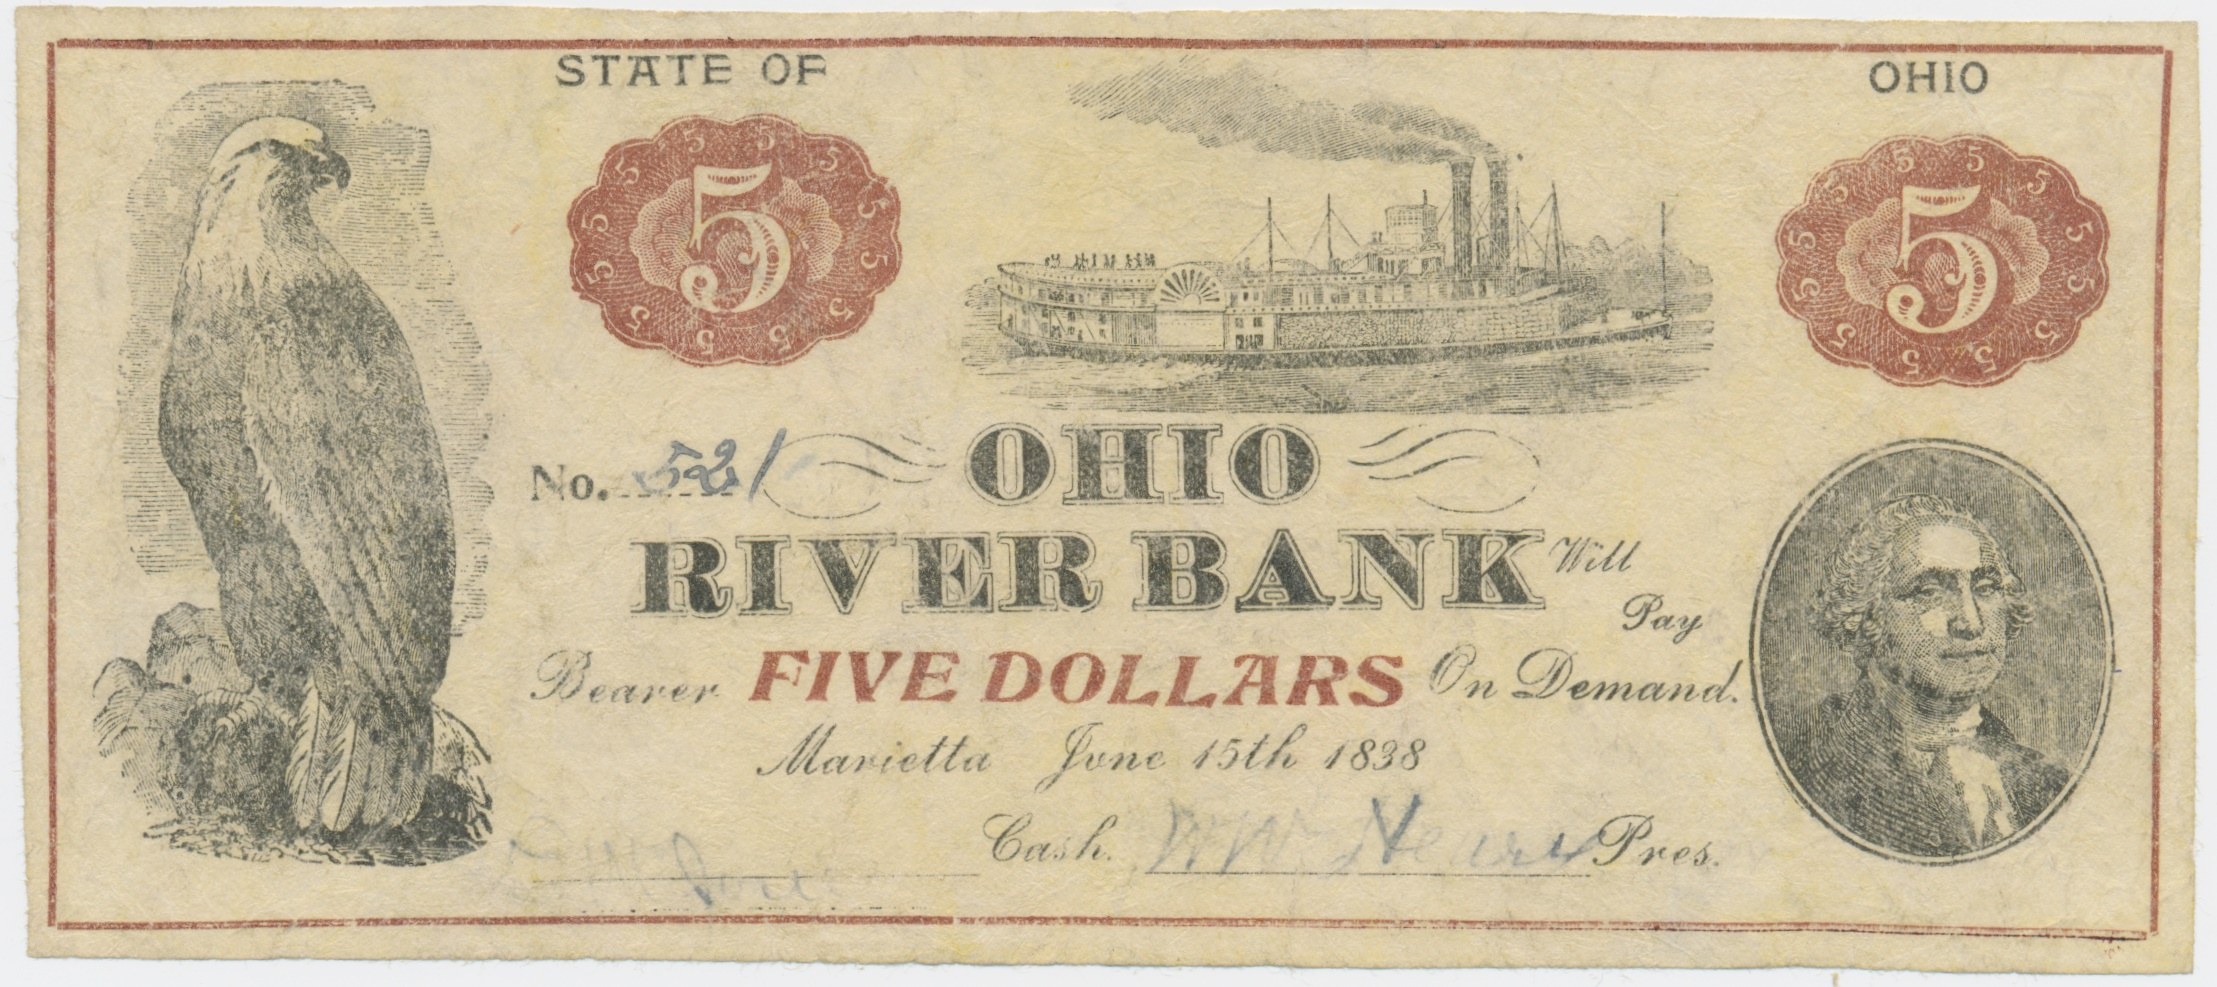 STATE OF OHIO
5 5
No. 521
OHIO
RIVER BANK Will
Pay
Bearer FIVE DOLLARS On Demand.
Marietta June 15th 1838
Cash. Pres.